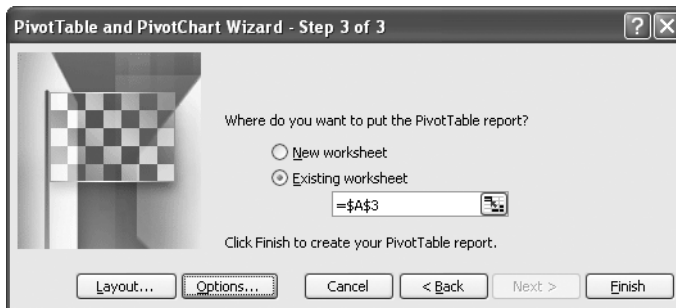 PivotTable and PivotChart Wizard - Step 3 of 3
Where do you want to put the PivotTable report?
New worksheet
Existing worksheet
=$A$3
Click Finish to create your PivotTable report.
Layout... Options... Cancel < Back Next > Finish